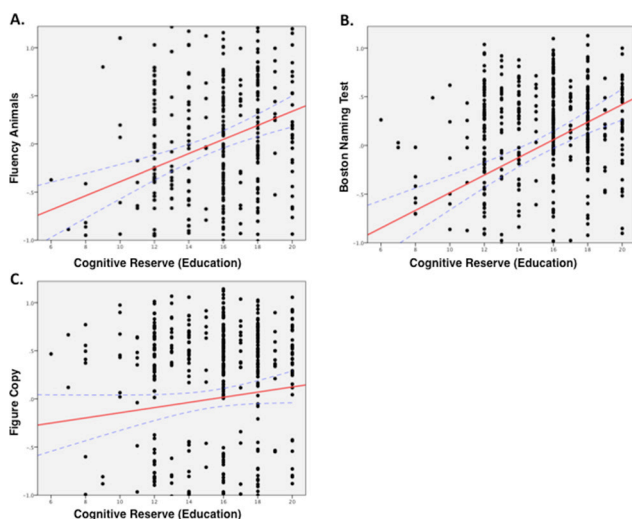 A.
Fluency Animals
1.0
.5
.0
-.5
-1.0
6 8 10 12 14 16 18 20
Cognitive Reserve (Education)
B.
Boston Naming Test
1.0
.5
.0
-.5
-1.0
6 8 10 12 14 16 18 20
Cognitive Reserve (Education)
C.
Figure Copy
1.0
.5
.0
-.5
-1.0
6 8 10 12 14 16 18 20
Cognitive Reserve (Education)